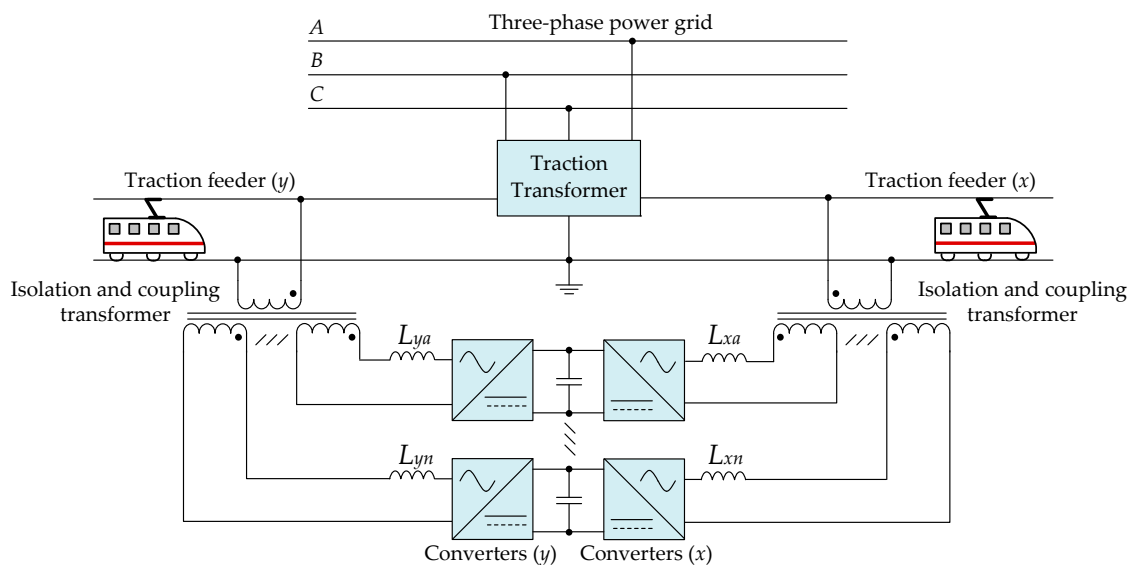 Three-phase power grid
A
B
C
Traction
Transformer
Traction feeder (y)
Traction feeder (x)
Isolation and coupling
transformer
Isolation and coupling
transformer
Lya
Lxa
Lyn
Lxn
Converters (y)
Converters (x)